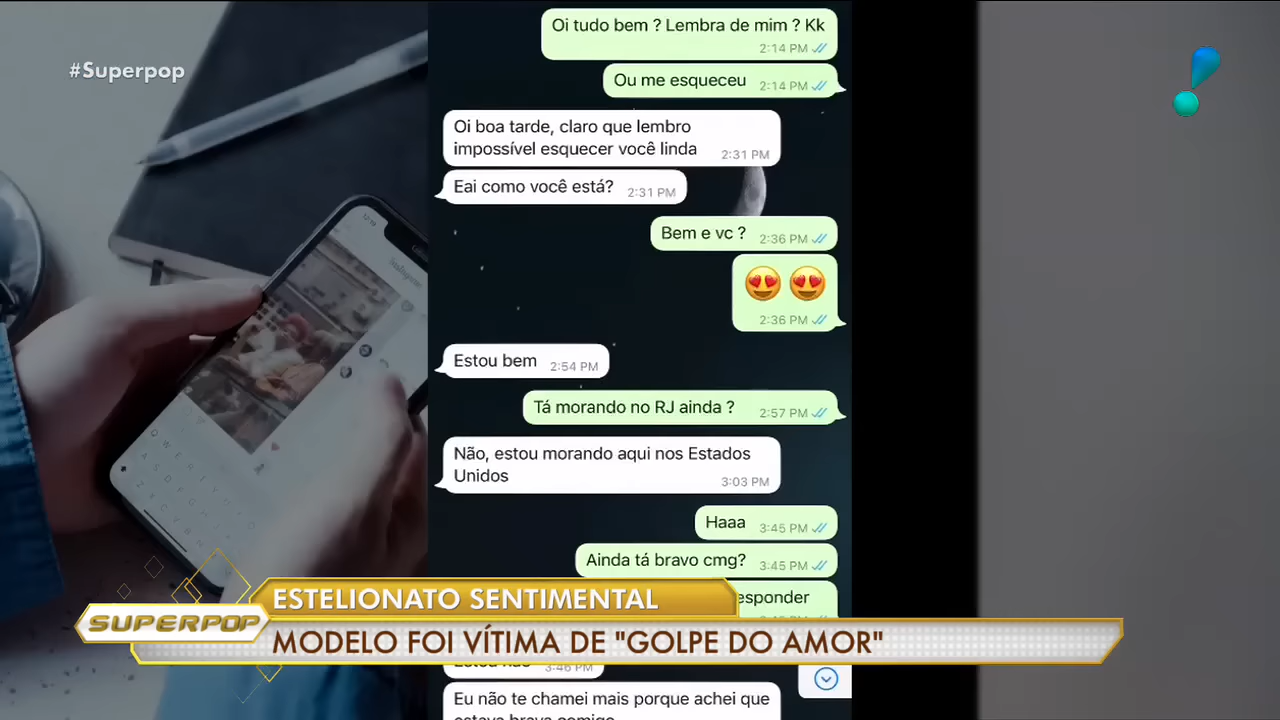 #Superpop
Oi tudo bem ? Lembra de mim ? Kk
2:14 PM
Ou me esqueceu
2:14 PM
Oi boa tarde, claro que lembro
impossível esquecer você linda
2:31 PM
Eai como você está?
2:31 PM
Bem e vc ?
2:36 PM
2:36 PM
Estou bem
2:54 PM
Tá morando no RJ ainda ?
2:57 PM
Não, estou morando aqui nos Estados
Unidos
3:03 PM
Haaa
3:45 PM
Ainda tá bravo cmg?
3:45 PM
esponder
ESTELIONATO SENTIMENTAL
SUPERPOP
MODELO FOI VÍTIMA DE "GOLPE DO AMOR"
3:46 PM
Eu não te chamei mais porque achei que